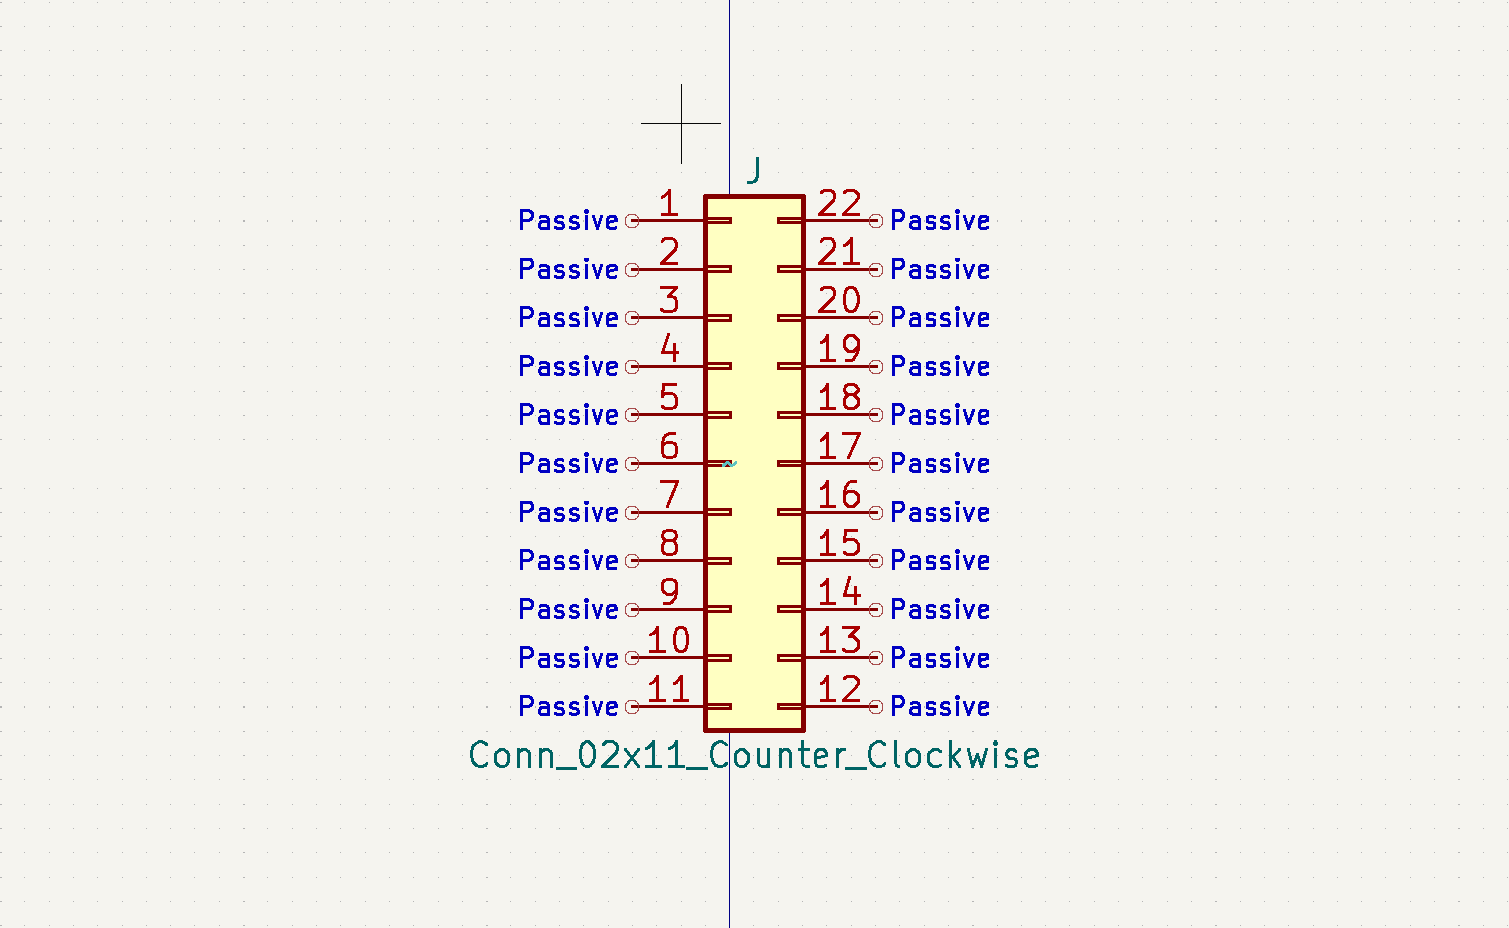 J
Passive 1 22 Passive
Passive 2 21 Passive
Passive 3 20 Passive
Passive 4 19 Passive
Passive 5 18 Passive
Passive 6 17 Passive
Passive 7 16 Passive
Passive 8 15 Passive
Passive 9 14 Passive
Passive 10 13 Passive
Passive 11 12 Passive
Conn_02x11_Counter_Clockwise